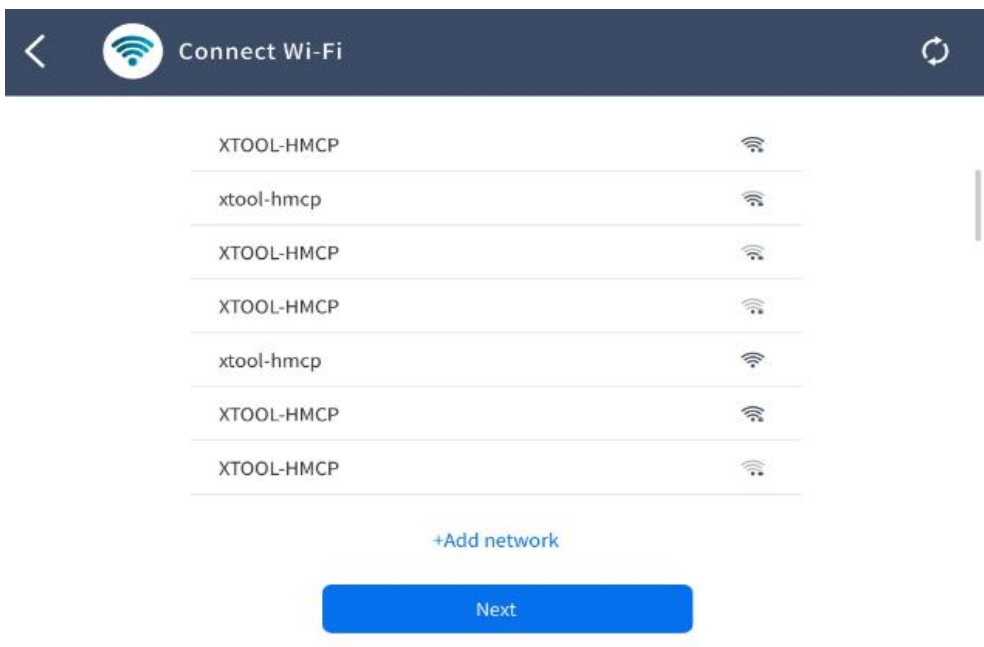 Connect Wi-Fi
XTOOL-HMCP
xtool-hmcp
XTOOL-HMCP
XTOOL-HMCP
xtool-hmcp
XTOOL-HMCP
XTOOL-HMCP
+Add network
Next